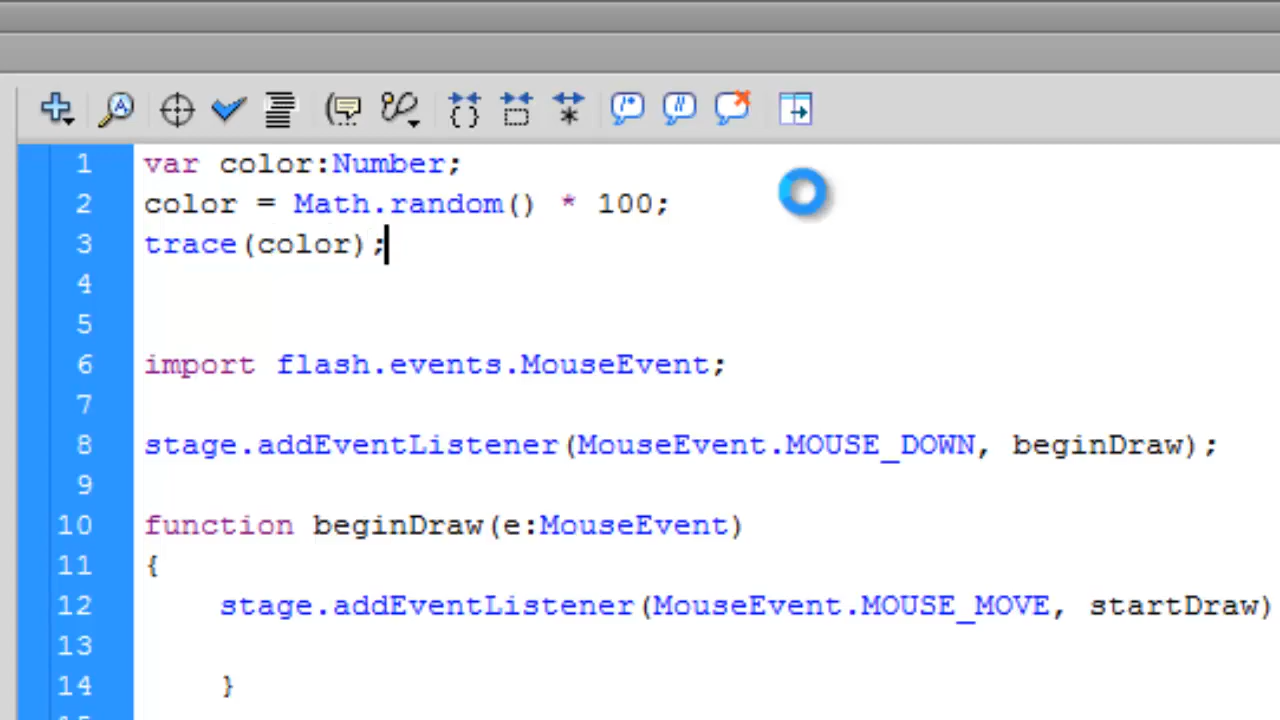 1 var color:Number;
2 color = Math.random() * 100;
3 trace(color);
4
5
6 import flash.events.MouseEvent;
7
8 stage.addEventListener(MouseEvent.MOUSE_DOWN, beginDraw);
9
10 function beginDraw(e:MouseEvent)
11 {
12 stage.addEventListener(MouseEvent.MOUSE_MOVE, startDraw)
13
14 }